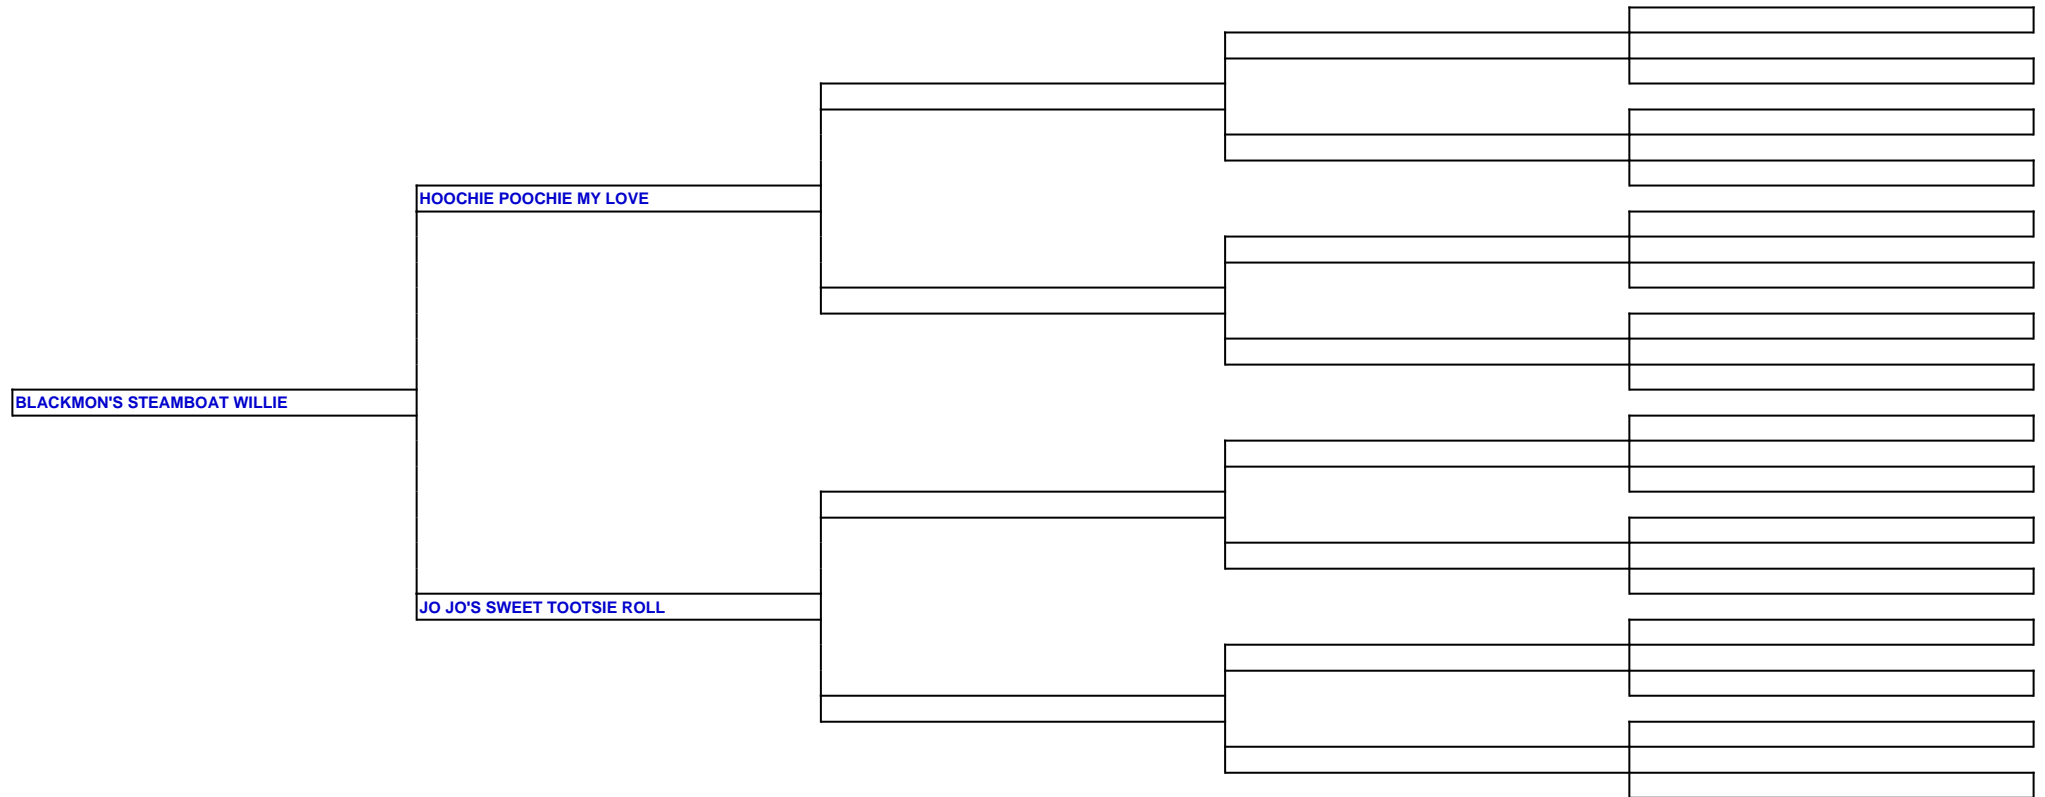 HOOCHIE POOCHIE MY LOVE
BLACKMON'S STEAMBOAT WILLIE
JO JO'S SWEET TOOTSIE ROLL